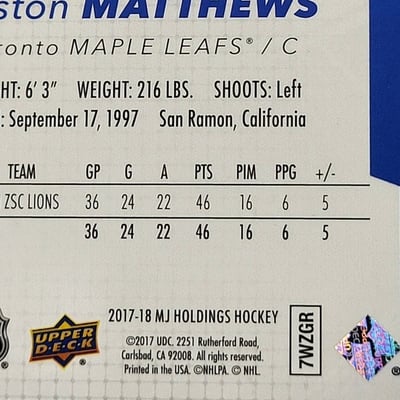 ston MATTHEWS
ronto MAPLE LEAFS® / C
HT: 6' 3" WEIGHT: 216 LBS. SHOOTS: Left
: September 17, 1997 San Ramon, California
TEAM GP G A PTS PIM PPG +/-
ZSC LIONS 36 24 22 46 16 6 5
36 24 22 46 16 6 5
2017-18 MJ HOLDINGS HOCKEY
UPPER DECK
©2017 UDC. 2251 Rutherford Road,
Carlsbad, CA 92008. All rights reserved.
Printed in the USA. ©NHLPA. © NHL.
7WZGR